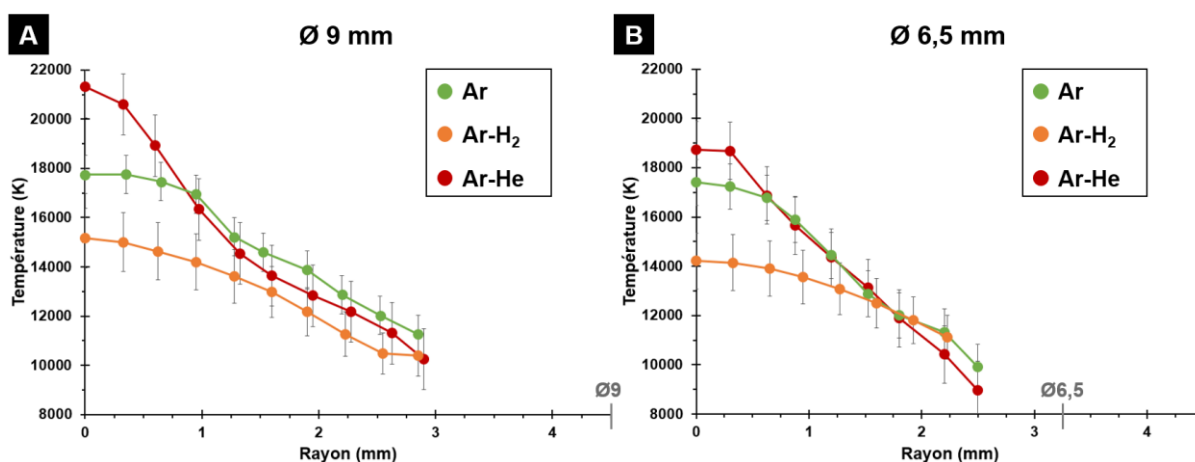 A
Ø 9 mm
Température (K)
22000
20000
18000
16000
14000
12000
10000
8000
Ar
Ar-H₂
Ar-He
Ø9
0
1
2
3
4
Rayon (mm)
B
Ø 6,5 mm
Température (K)
22000
20000
18000
16000
14000
12000
10000
8000
Ar
Ar-H₂
Ar-He
Ø6,5
0
1
2
3
4
Rayon (mm)